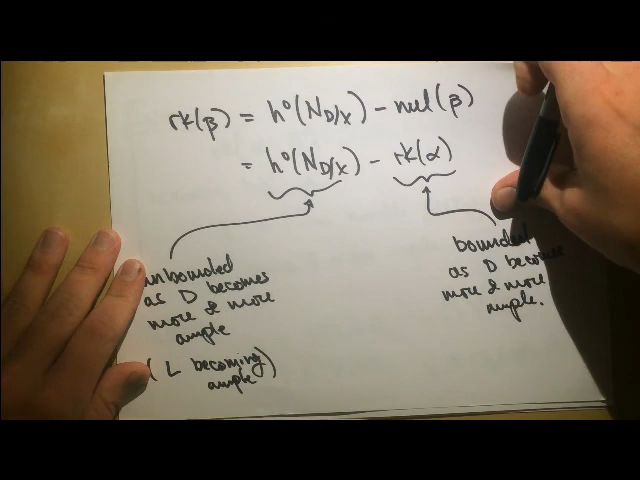 rk(β) = h⁰(N_D/X) − nul(β)
= h⁰(N_D/X) − rk(α)
unbounded
as D becomes
more & more
ample
(L becoming
ample)
bounded
as D becomes
more & more
ample.